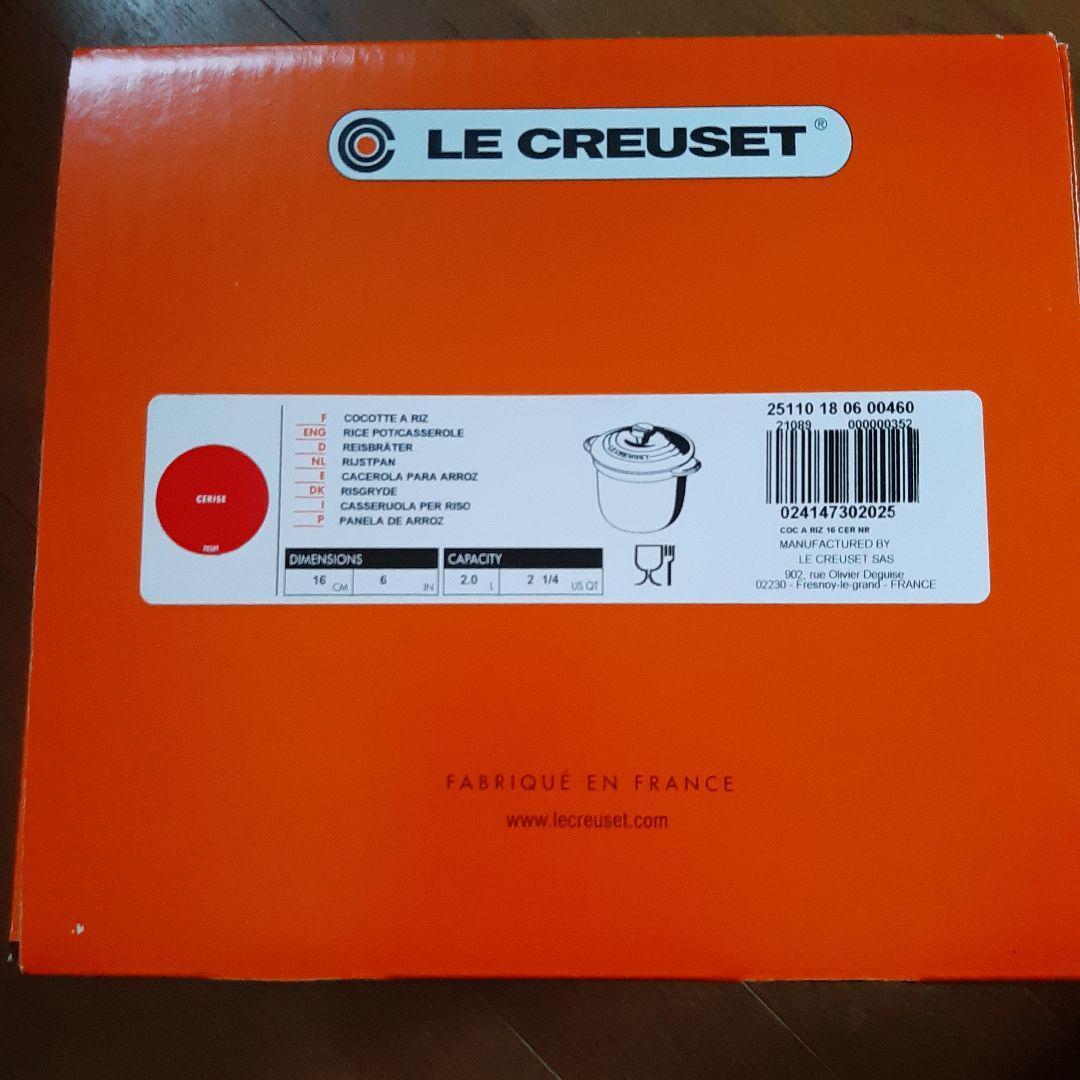 LE CREUSET ®
CERISE
F COCOTTE A RIZ
ENG RICE POT/CASSEROLE
D REISBRÄTER
NL RIJSTPAN
E CACEROLA PARA ARROZ
DK RISGRYDE
I CASSERUOLA PER RISO
P PANELA DE ARROZ
DIMENSIONS CAPACITY
16 CM 6 IN 2.0 L 2 1/4 US QT
LE CREUSET
25110 18 06 00460
21089 000000352
024147302025
COC A RIZ 16 CER NR
MANUFACTURED BY
LE CREUSET SAS
902, rue Olivier Deguise
02230 - Fresnoy-le-grand - FRANCE
FABRIQUÉ EN FRANCE
www.lecreuset.com